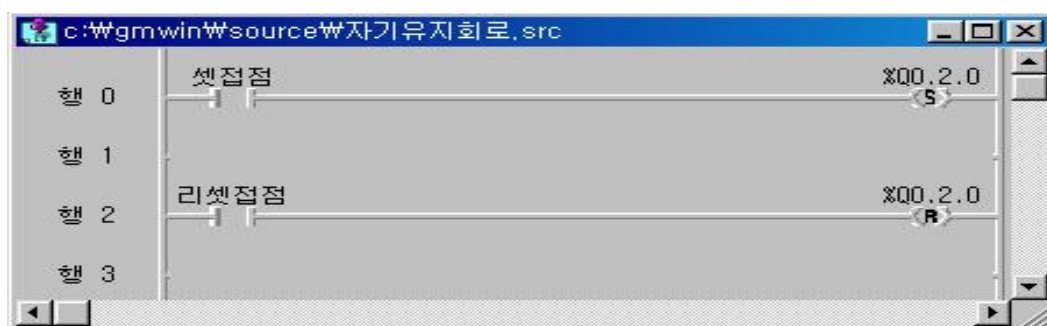 c:₩gmwin₩source₩자기유지회로.src
행 0
셋접점
%Q0.2.0
S
행 1
행 2
리셋접점
%Q0.2.0
R
행 3